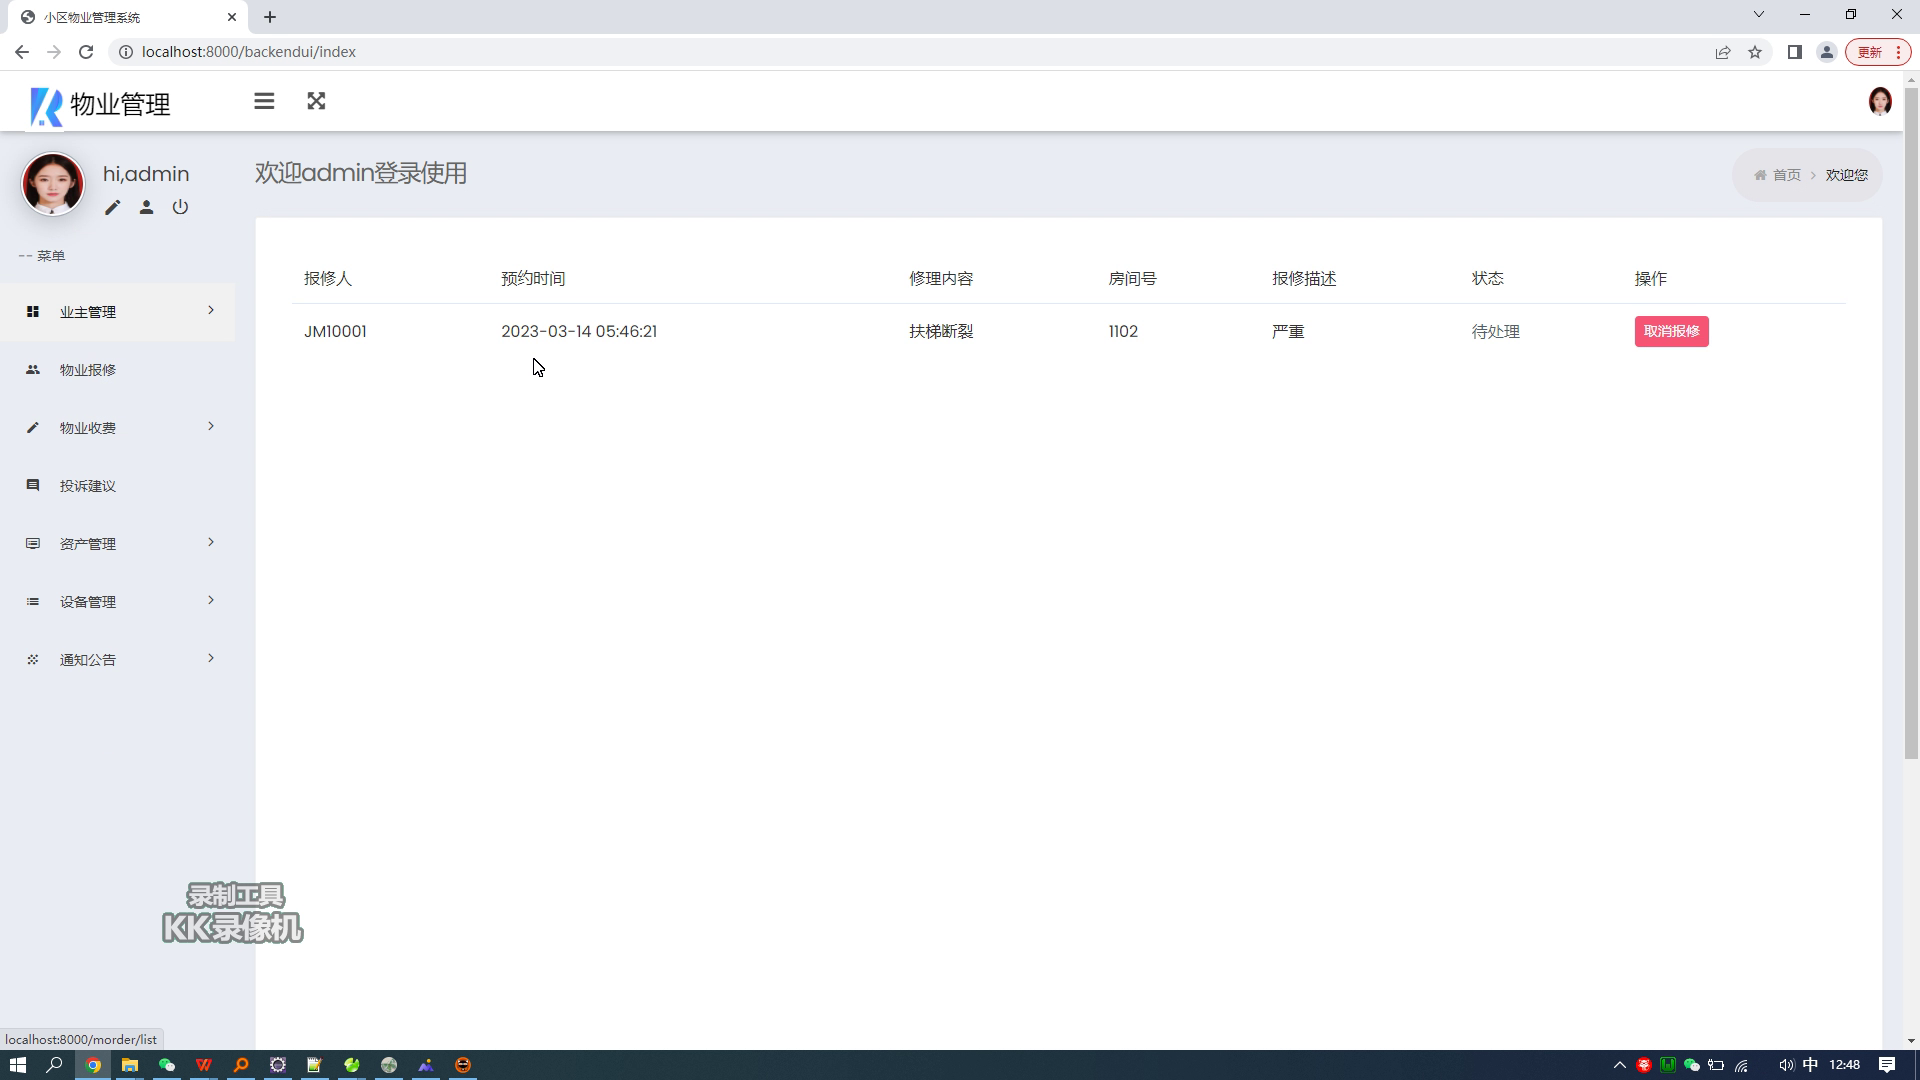 小区物业管理系统
localhost:8000/backendui/index
更新
物业管理
hi,admin
欢迎admin登录使用
首页
欢迎您
-- 菜单
业主管理
物业报修
物业收费
投诉建议
资产管理
设备管理
通知公告
报修人 预约时间 修理内容 房间号 报修描述 状态 操作
JM10001 2023-03-14 05:46:21 扶梯断裂 1102 严重 待处理 取消报修
录制工具
KK录像机
localhost:8000/morder/list
中 12:48